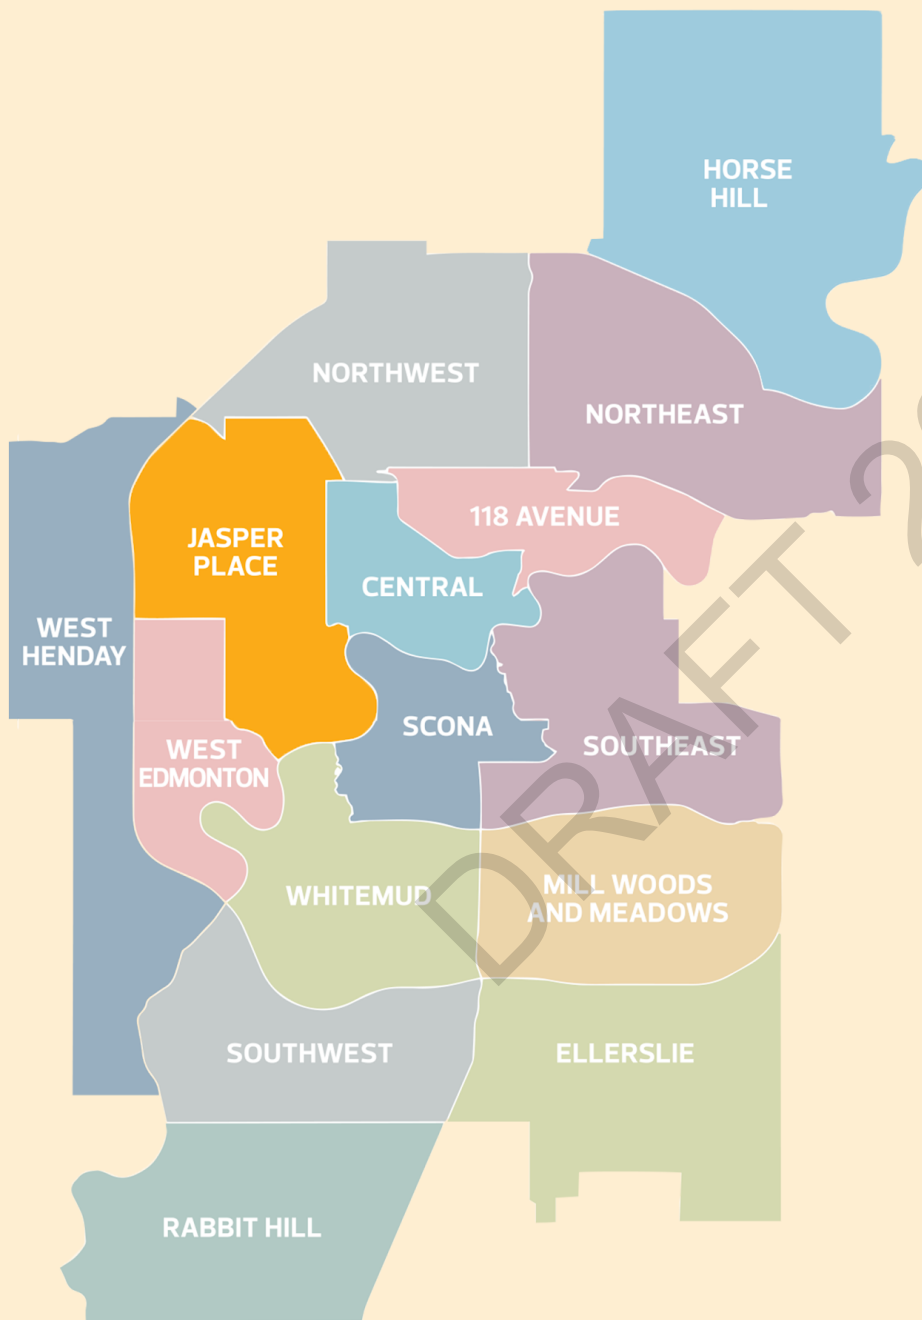 HORSE
HILL
NORTHWEST
NORTHEAST
118 AVENUE
JASPER
PLACE
CENTRAL
WEST
HENDAY
SCONA
SOUTHEAST
WEST
EDMONTON
WHITEMUD
MILL WOODS
AND MEADOWS
SOUTHWEST
ELLERSLIE
RABBIT HILL
DRAFT